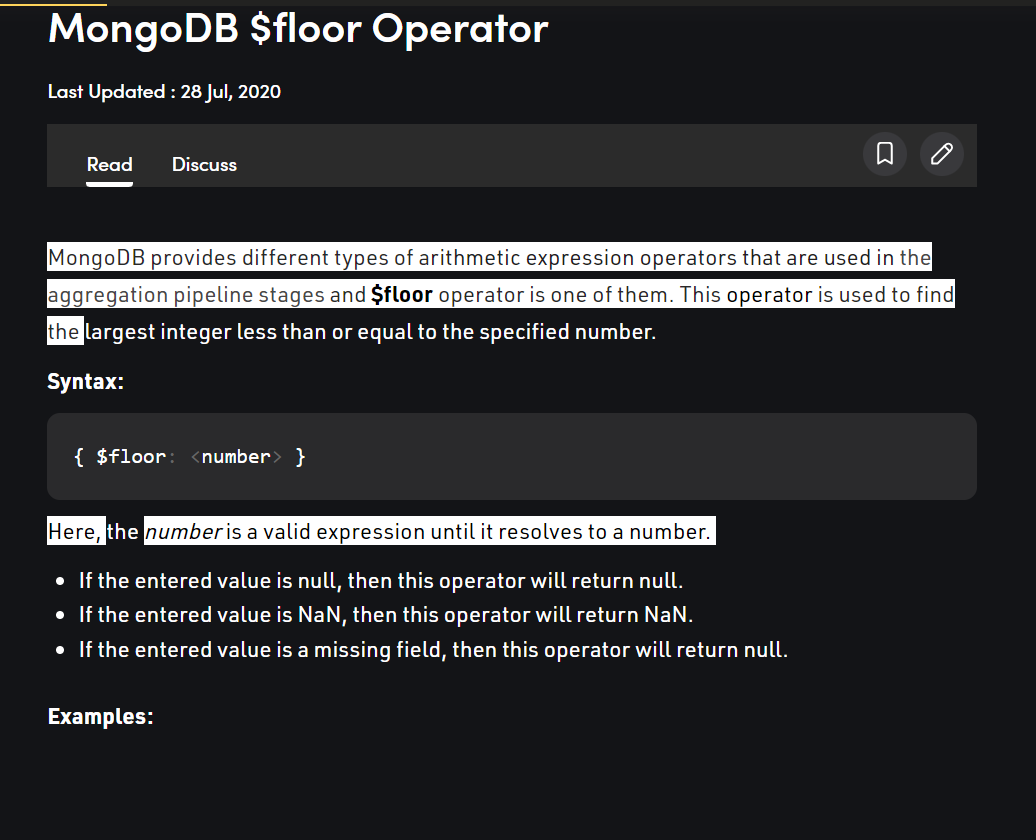 MongoDB $floor Operator
Last Updated : 28 Jul, 2020
Read Discuss
MongoDB provides different types of arithmetic expression operators that are used in the
aggregation pipeline stages and $floor operator is one of them. This operator is used to find
the largest integer less than or equal to the specified number.
Syntax:
{ $floor: <number> }
Here, the number is a valid expression until it resolves to a number.
If the entered value is null, then this operator will return null.
If the entered value is NaN, then this operator will return NaN.
If the entered value is a missing field, then this operator will return null.
Examples: